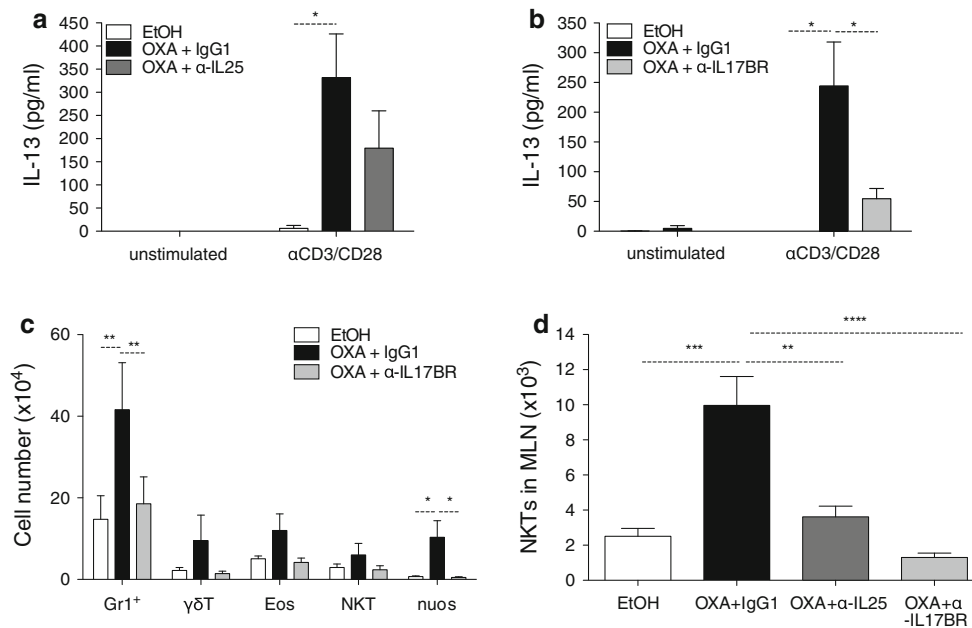 a
450
400
350
300
250
200
150
100
50
0
IL-13 (pg/ml)
EtOH
OXA + IgG1
OXA + α-IL25
*
unstimulated
αCD3/CD28
b
350
300
250
200
150
100
50
0
IL-13 (pg/ml)
EtOH
OXA + IgG1
OXA + α-IL17BR
* *
unstimulated
αCD3/CD28
c
60
40
20
0
Cell number (x10⁴)
EtOH
OXA + IgG1
OXA + α-IL17BR
** **
* *
Gr1⁺ γδT Eos NKT nuos
d
14
12
10
8
6
4
2
0
NKTs in MLN (x10³)
****
*** **
EtOH OXA+IgG1 OXA+α-IL25 OXA+α
-IL17BR